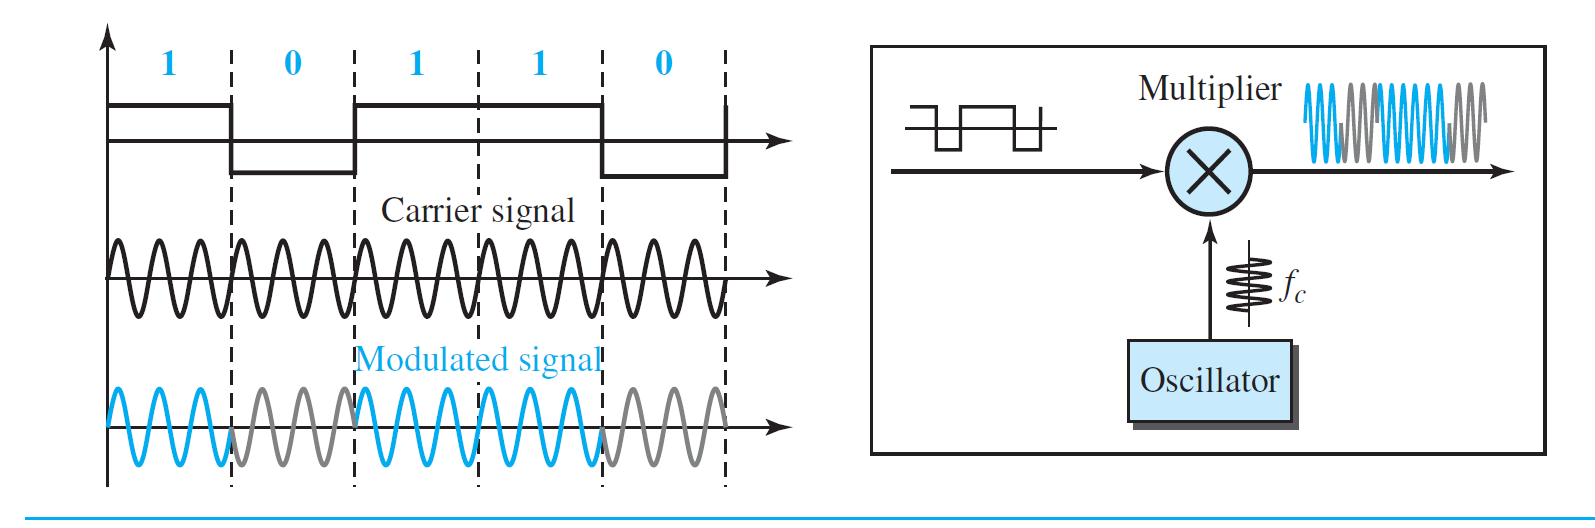 1 0 1 1 0
Carrier signal
Modulated signal
Multiplier
fc
Oscillator